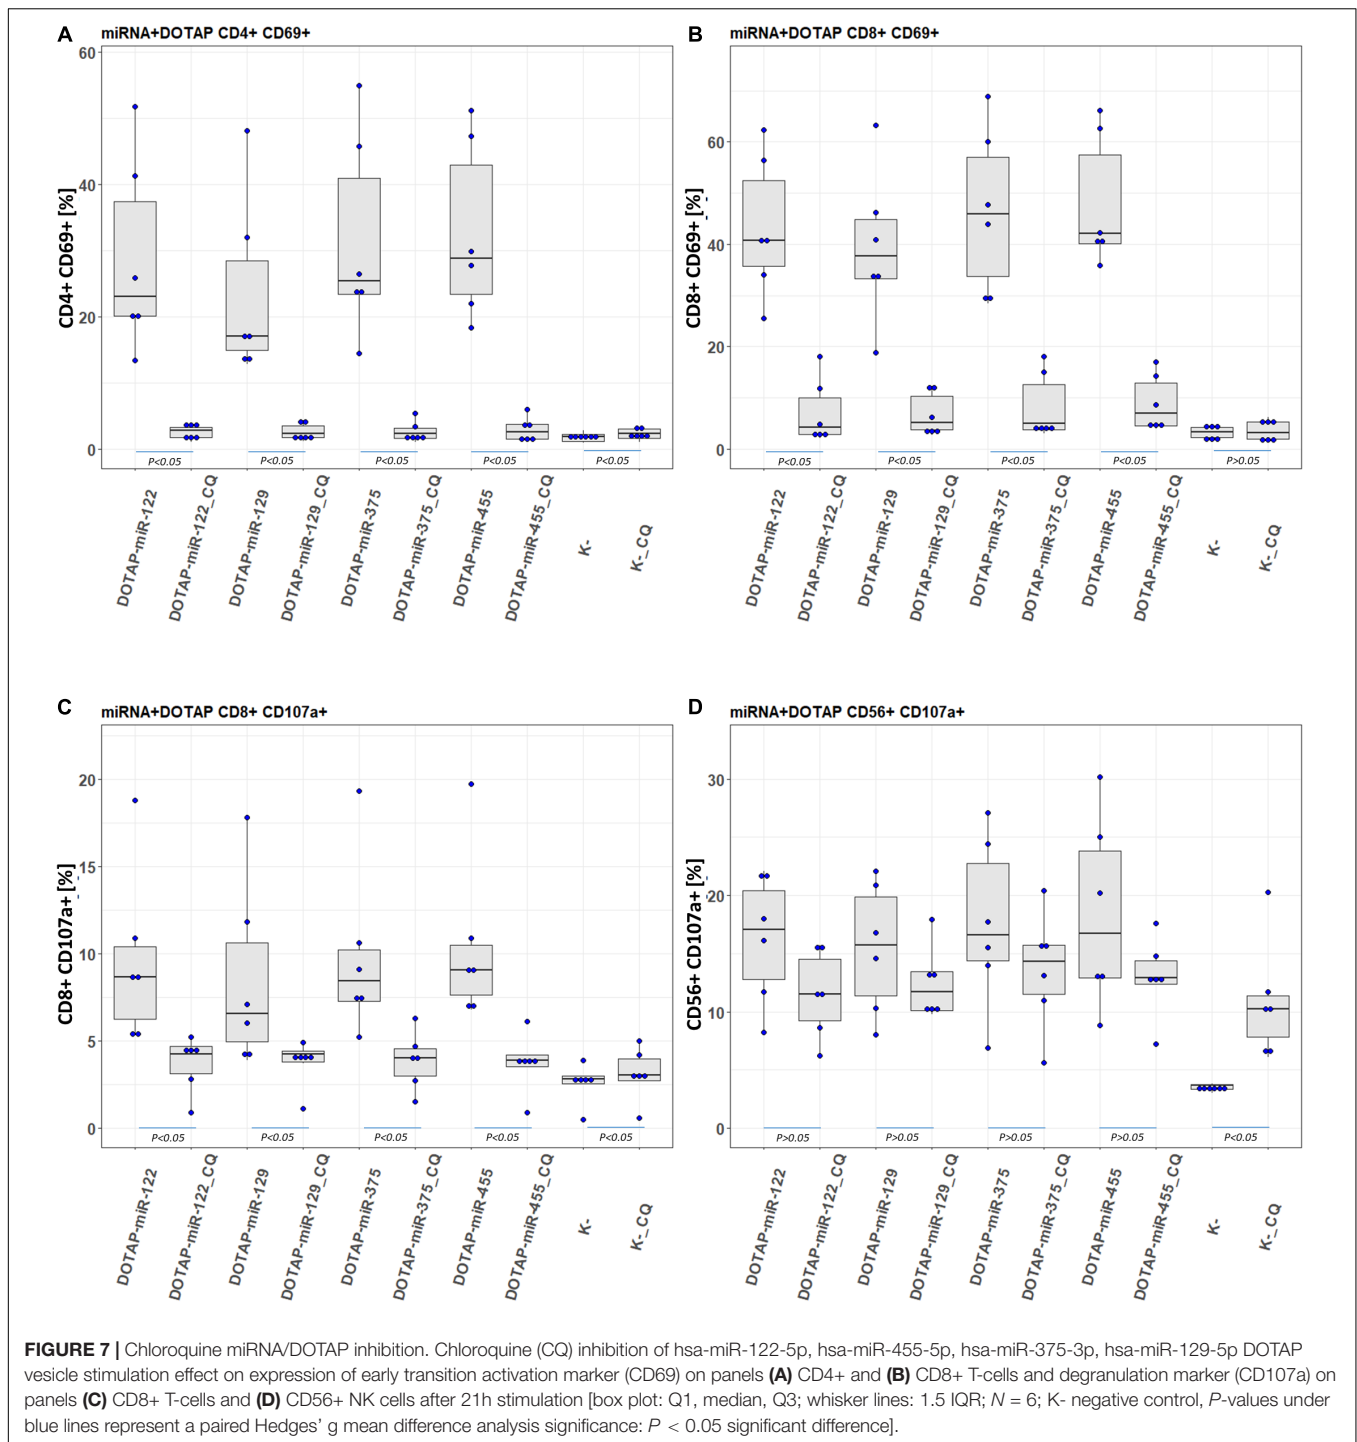 A miRNA+DOTAP CD4+ CD69+
60
40
20
0
CD4+ CD69+ [%]
P<0.05 P<0.05 P<0.05 P<0.05 P<0.05
DOTAP-miR-122
DOTAP-miR-122_CQ
DOTAP-miR-129
DOTAP-miR-129_CQ
DOTAP-miR-375
DOTAP-miR-375_CQ
DOTAP-miR-455
DOTAP-miR-455_CQ
K-
K-_CQ
B miRNA+DOTAP CD8+ CD69+
60
40
20
0
CD8+ CD69+ [%]
P<0.05 P<0.05 P<0.05 P<0.05 P>0.05
DOTAP-miR-122
DOTAP-miR-122_CQ
DOTAP-miR-129
DOTAP-miR-129_CQ
DOTAP-miR-375
DOTAP-miR-375_CQ
DOTAP-miR-455
DOTAP-miR-455_CQ
K-
K-_CQ
C miRNA+DOTAP CD8+ CD107a+
20
15
10
5
0
CD8+ CD107a+ [%]
P<0.05 P<0.05 P<0.05 P<0.05 P<0.05
DOTAP-miR-122
DOTAP-miR-122_CQ
DOTAP-miR-129
DOTAP-miR-129_CQ
DOTAP-miR-375
DOTAP-miR-375_CQ
DOTAP-miR-455
DOTAP-miR-455_CQ
K-
K-_CQ
D miRNA+DOTAP CD56+ CD107a+
30
20
10
0
CD56+ CD107a+ [%]
P>0.05 P>0.05 P>0.05 P>0.05 P<0.05
DOTAP-miR-122
DOTAP-miR-122_CQ
DOTAP-miR-129
DOTAP-miR-129_CQ
DOTAP-miR-375
DOTAP-miR-375_CQ
DOTAP-miR-455
DOTAP-miR-455_CQ
K-
K-_CQ
FIGURE 7 | Chloroquine miRNA/DOTAP inhibition. Chloroquine (CQ) inhibition of hsa-miR-122-5p, hsa-miR-455-5p, hsa-miR-375-3p, hsa-miR-129-5p DOTAP
vesicle stimulation effect on expression of early transition activation marker (CD69) on panels (A) CD4+ and (B) CD8+ T-cells and degranulation marker (CD107a) on
panels (C) CD8+ T-cells and (D) CD56+ NK cells after 21h stimulation [box plot: Q1, median, Q3; whisker lines: 1.5 IQR; N = 6; K- negative control, P-values under
blue lines represent a paired Hedges' g mean difference analysis significance: P < 0.05 significant difference].